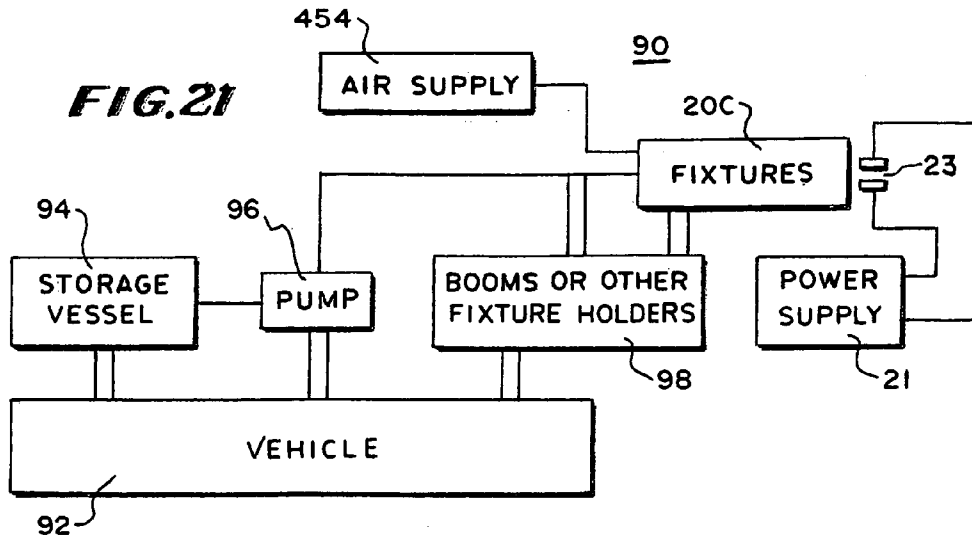 FIG.21
454
AIR SUPPLY
90
20C
FIXTURES
23
94
STORAGE
VESSEL
96
PUMP
BOOMS OR OTHER
FIXTURE HOLDERS
98
POWER
SUPPLY
21
VEHICLE
92